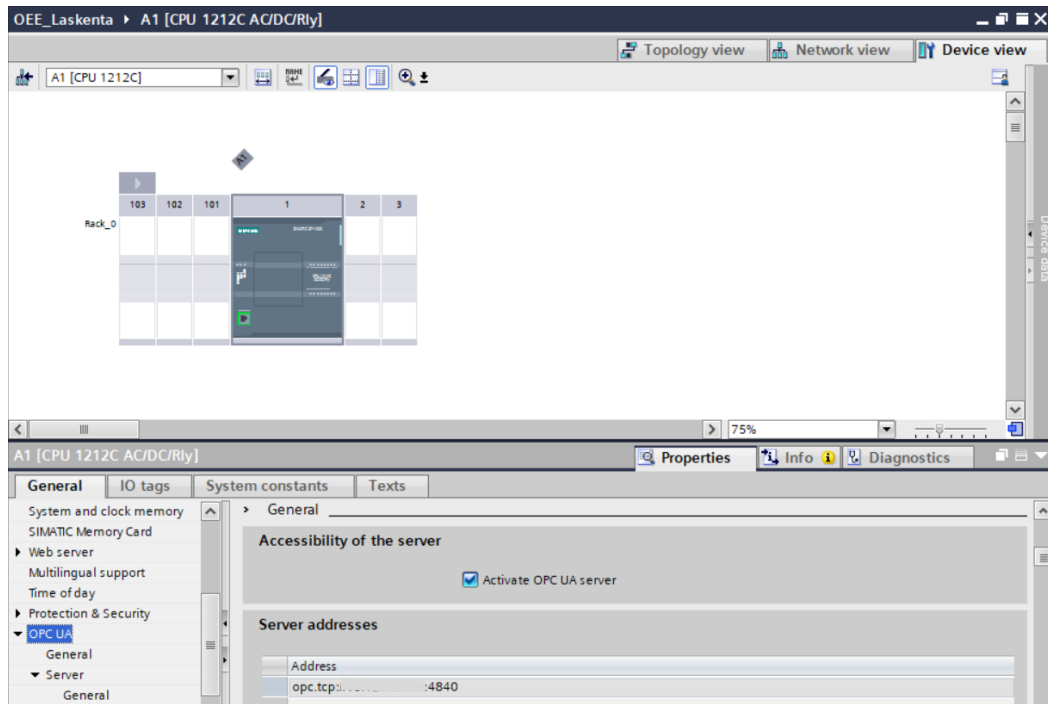 OEE_Laskenta ▸ A1 [CPU 1212C AC/DC/Rly]
Topology view Network view Device view
A1 [CPU 1212C]
A1
103 102 101 1 2 3
Rack_0
SIEMENS
Device data
75%
A1 [CPU 1212C AC/DC/Rly]
Properties Info Diagnostics
General IO tags System constants Texts
System and clock memory
SIMATIC Memory Card
Web server
Multilingual support
Time of day
Protection & Security
OPC UA
General
Server
General
General
Accessibility of the server
Activate OPC UA server
Server addresses
Address
opc.tcp: :4840